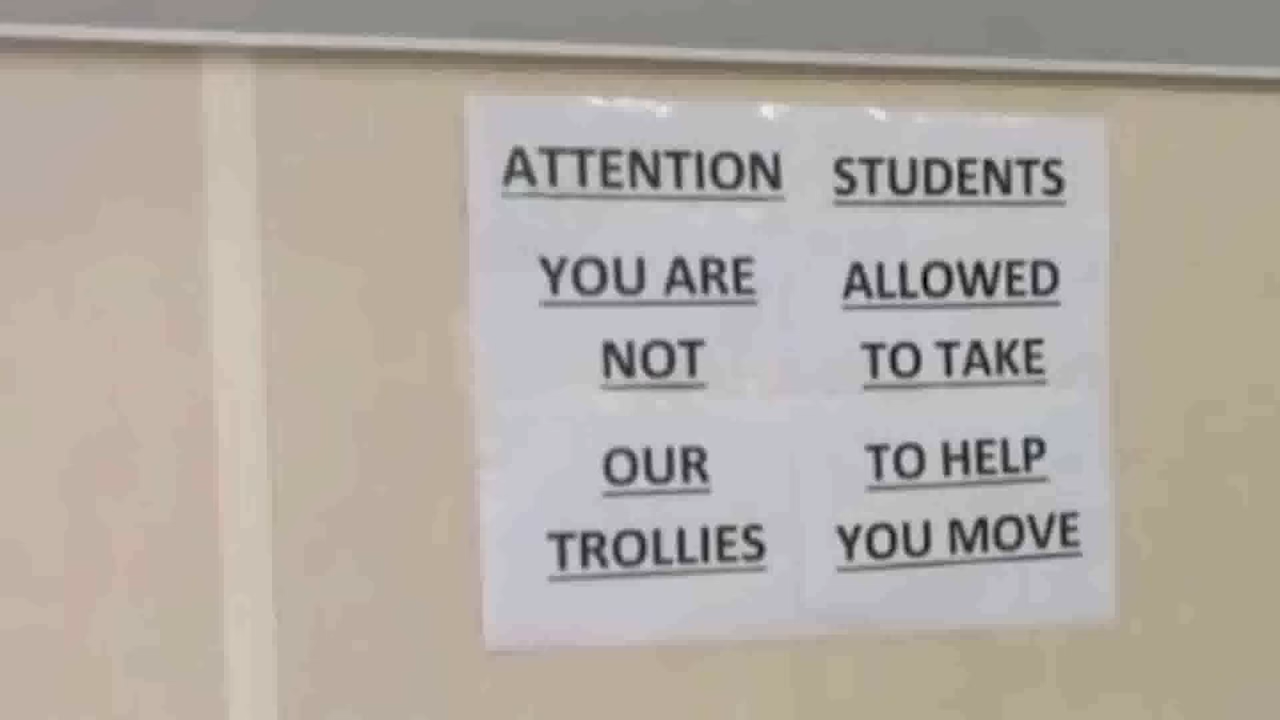 ATTENTION STUDENTS
YOU ARE ALLOWED
NOT TO TAKE
OUR TO HELP
TROLLIES YOU MOVE